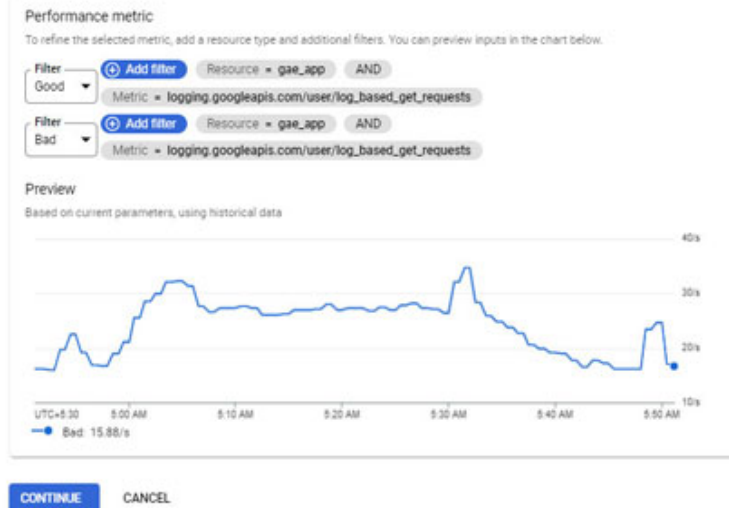 Performance metric
To refine the selected metric, add a resource type and additional filters. You can preview inputs in the chart below.
Filter
Good
Add filter Resource = gae_app AND
Metric = logging.googleapis.com/user/log_based_get_requests
Filter
Bad
Add filter Resource = gae_app AND
Metric = logging.googleapis.com/user/log_based_get_requests
Preview
Based on current parameters, using historical data
40/s
30/s
20/s
10/s
UTC+5:30 5:00 AM 5:10 AM 5:20 AM 5:30 AM 5:40 AM 5:50 AM
Bad: 15.88/s
CONTINUE CANCEL